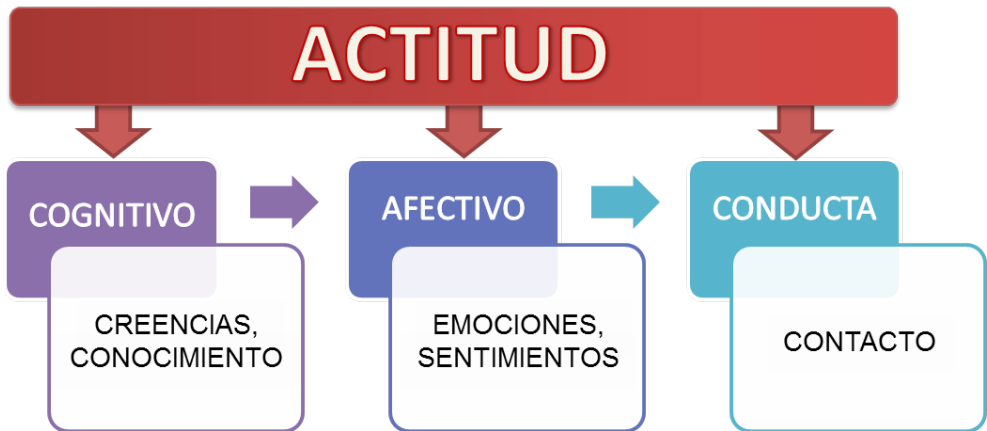 ACTITUD
COGNITIVO
CREENCIAS,
CONOCIMIENTO
AFECTIVO
EMOCIONES,
SENTIMIENTOS
CONDUCTA
CONTACTO